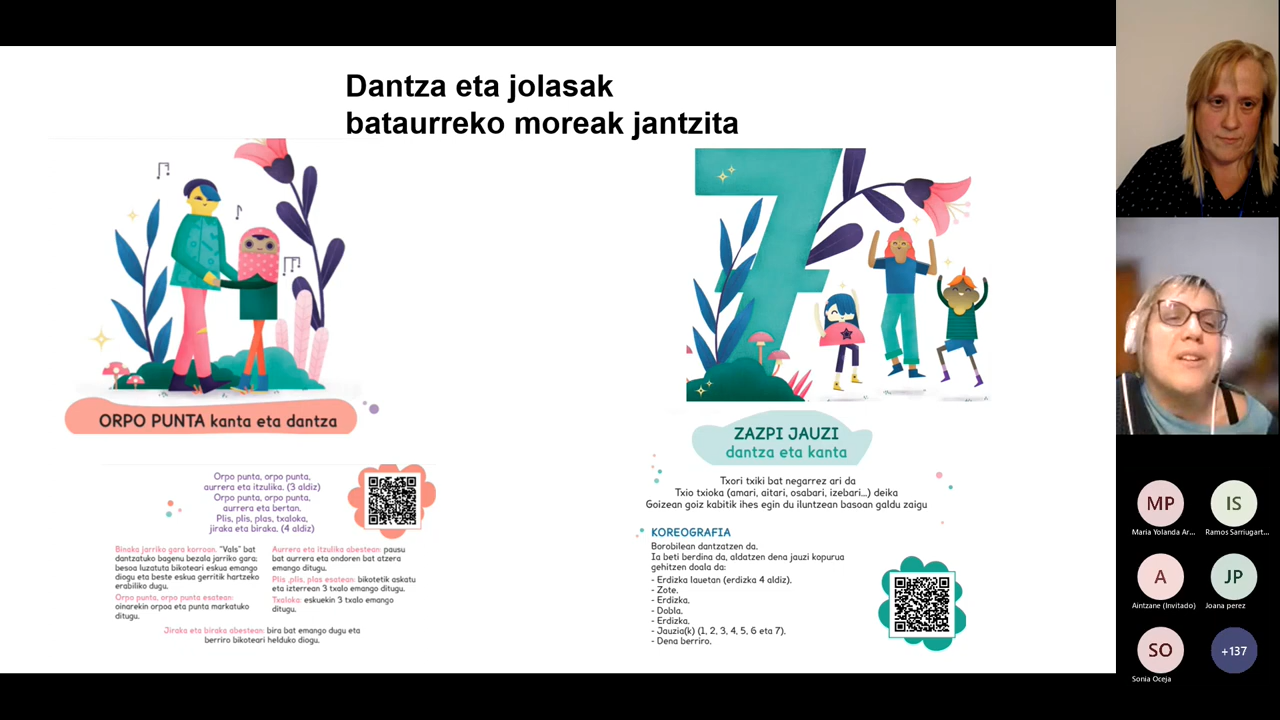 Dantza eta jolasak
bataurreko moreak jantzita
ORPO PUNTA kanta eta dantza
Orpo punta, orpo punta,
aurrera eta itzulika. (3 aldiz)
Orpo punta, orpo punta,
aurrera eta bertan.
Plis, plis, plas, txaloka,
jiraka eta biraka. (4 aldiz)
Binaka jarriko gara korroan. "Vals" bat
dantzatuko bagenu bezala jarriko gara;
besoa luzatuta bikoteari eskua emango
diogu eta beste eskua gerritik hartzeko
erabiliko dugu.
Orpo punta, orpo punta esatean:
oinarekin orpoa eta punta markatuko
ditugu.
Aurrera eta itzulika abestean: pausu
bat aurrera eta ondoren bat atzera
emango ditugu.
Plis ,plis, plas esatean: bikotetik askatu
eta izterrean 3 txalo emango ditugu.
Txaloka: eskuekin 3 txalo emango
ditugu.
Jiraka eta biraka abestean: bira bat emango dugu eta
berriro bikoteari helduko diogu.
7
ZAZPI JAUZI
dantza eta kanta
Txori txiki bat negarrez ari da
Txio txioka (amari, aitari, osabari, izebari...) deika
Goizean goiz kabitik ihes egin du iluntzean basoan galdu zaigu
KOREOGRAFIA
Borobilean dantzatzen da.
Ia beti berdina da, aldatzen dena jauzi kopurua
gehitzen doala da:
- Erdizka lauetan (erdizka 4 aldiz).
- Zote.
- Erdizka.
- Dobla.
- Erdizka.
- Jauzia(k) (1, 2, 3, 4, 5, 6 eta 7).
- Dena berriro.
MP
IS
Maria Yolanda Ar...
Ramos Sarriugart...
A
JP
Aintzane (Invitado)
Joana perez
SO
+137
Sonia Oceja